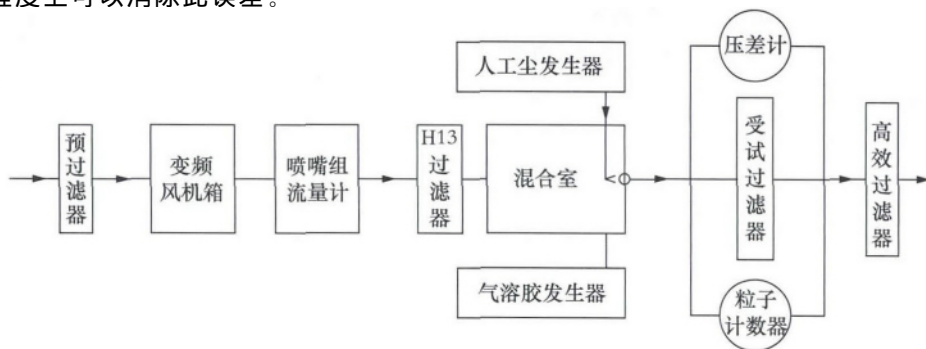 程度上可以消除此误差。
预过滤器
变频
风机箱
喷嘴组
流量计
H13
过滤器
人工尘发生器
混合室
气溶胶发生器
压差计
受试过滤器
粒子
计数器
高效过滤器